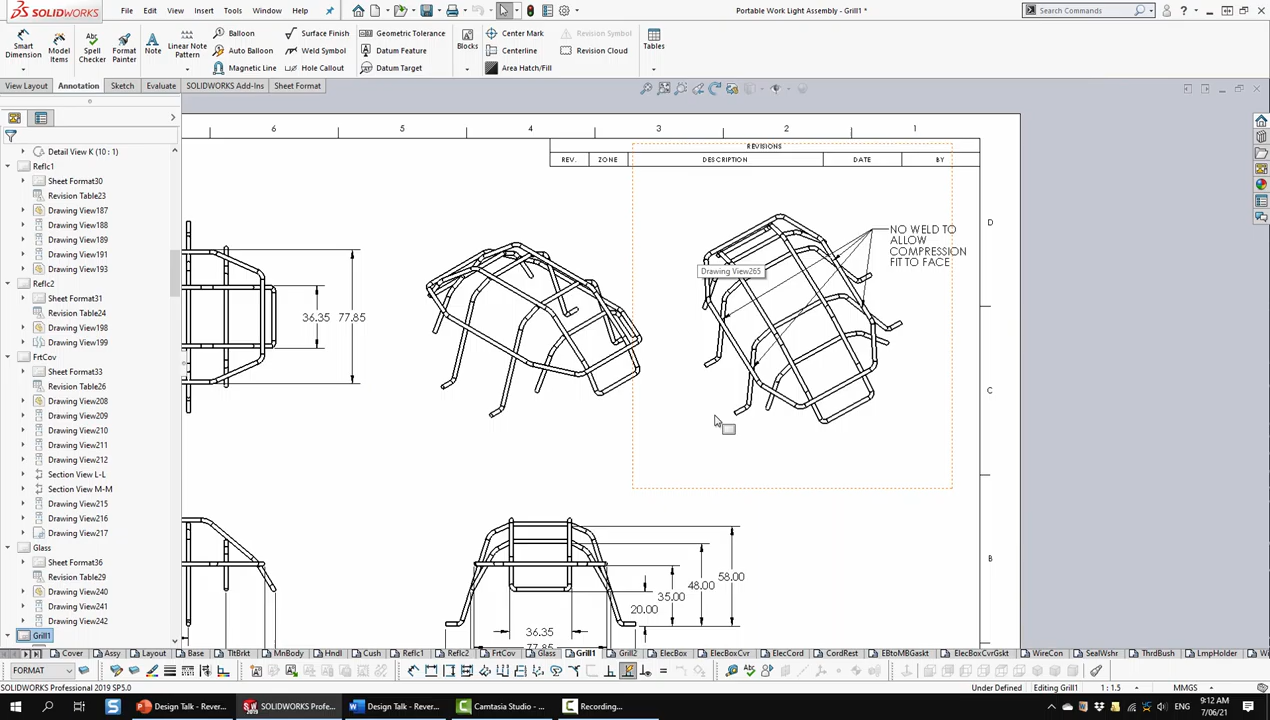 SOLIDWORKS
File
Edit
View
Insert
Tools
Window
Help
Portable Work Light Assembly - Grill1 *
Search Commands
Smart Dimension
Model Items
Spell Checker
Format Painter
Note
Linear Note Pattern
Balloon
Auto Balloon
Magnetic Line
Surface Finish
Weld Symbol
Hole Callout
Geometric Tolerance
Datum Feature
Datum Target
Blocks
Center Mark
Centerline
Area Hatch/Fill
Revision Symbol
Revision Cloud
Tables
View Layout
Annotation
Sketch
Evaluate
SOLIDWORKS Add-Ins
Sheet Format
Detail View K (10 : 1)
Reflc1
Sheet Format30
Revision Table23
Drawing View187
Drawing View188
Drawing View189
Drawing View191
Drawing View193
Reflc2
Sheet Format31
Revision Table24
Drawing View198
Drawing View199
FrtCov
Sheet Format33
Revision Table26
Drawing View208
Drawing View209
Drawing View210
Drawing View211
Drawing View212
Section View L-L
Section View M-M
Drawing View215
Drawing View216
Drawing View217
Glass
Sheet Format36
Revision Table29
Drawing View240
Drawing View241
Drawing View242
Grill1
6
5
4
3
2
1
REVISIONS
REV.
ZONE
DESCRIPTION
DATE
BY
D
C
B
NO WELD TO
ALLOW
COMPRESSION
FIT TO FACE
Drawing View265
36.35
77.85
58.00
48.00
35.00
20.00
36.35
77.85
Cover
Assy
Layout
Base
TltBrkt
MnBody
Hndl
Cush
Reflc1
Reflc2
FrtCov
Glass
Grill1
Grill2
ElecBox
ElecBoxCvr
ElecCord
CordRest
EBtoMBGaskt
ElecBoxCvrGskt
WireCon
SealWshr
ThrdBush
LmpHolder
FORMAT
SOLIDWORKS Professional 2019 SP5.0
Under Defined
Editing Grill1
1 : 1.5
MMGS
Design Talk - Rever...
SOLIDWORKS Profe...
Design Talk - Rever...
Camtasia Studio - ...
Recording...
ENG
9:12 AM
7/06/21